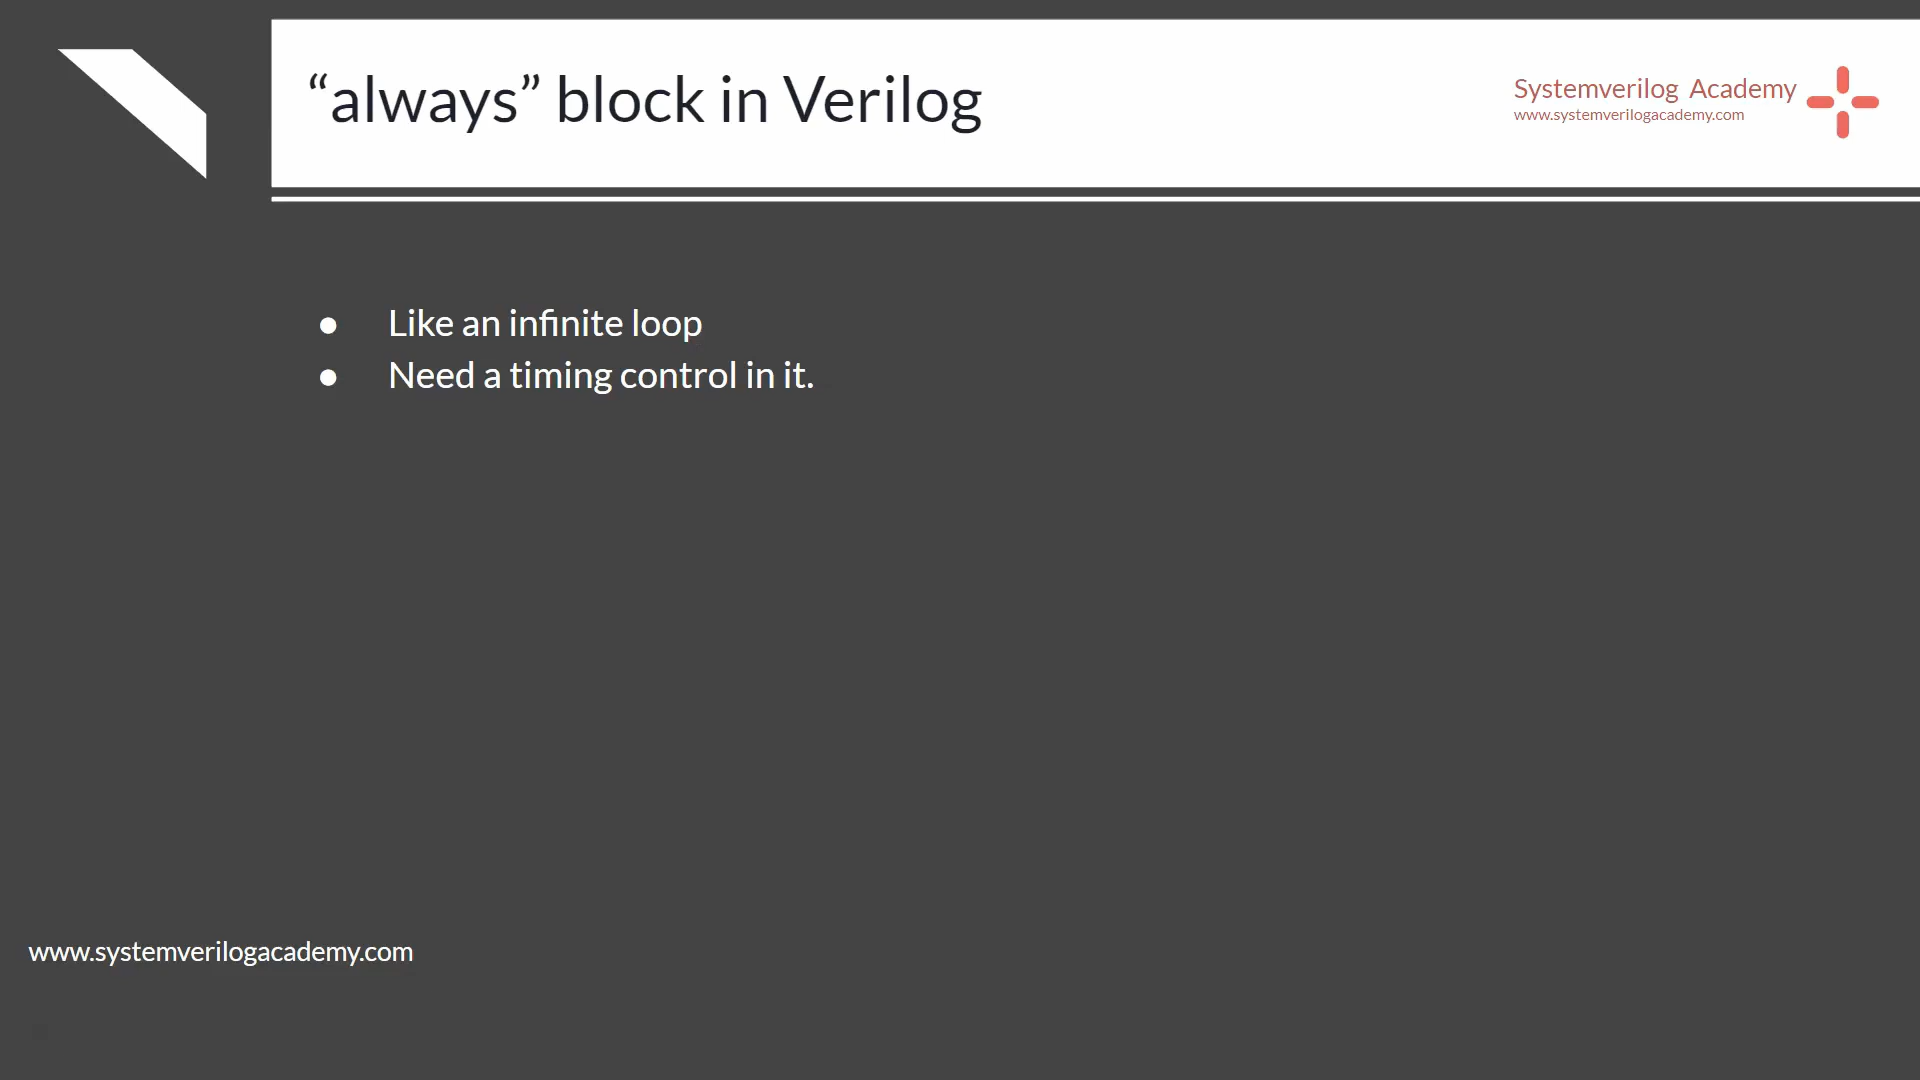 “always” block in Verilog
Systemverilog Academy
www.systemverilogacademy.com
● Like an infinite loop
● Need a timing control in it.
www.systemverilogacademy.com